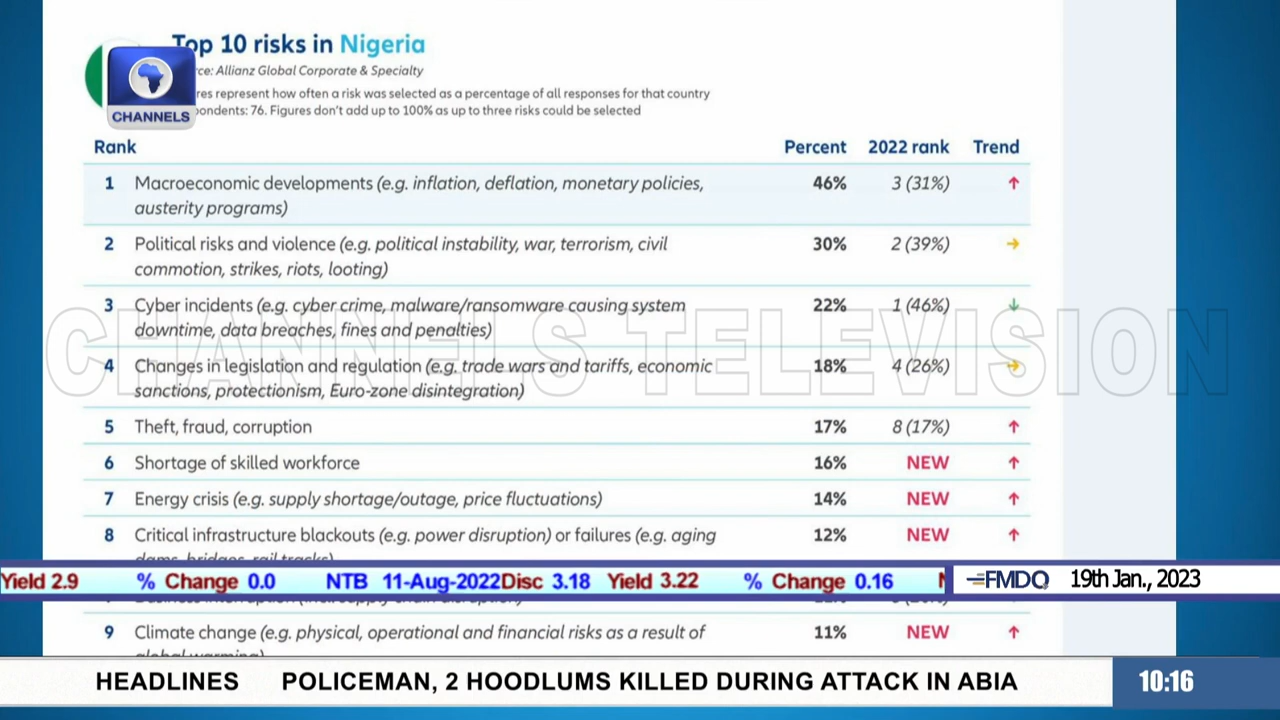 Top 10 risks in Nigeria
ce: Allianz Global Corporate & Specialty
res represent how often a risk was selected as a percentage of all responses for that country
pondents: 76. Figures don't add up to 100% as up to three risks could be selected
CHANNELS
Rank Percent 2022 rank Trend
1 Macroeconomic developments (e.g. inflation, deflation, monetary policies, 46% 3 (31%) ↑
austerity programs)
2 Political risks and violence (e.g. political instability, war, terrorism, civil 30% 2 (39%) →
commotion, strikes, riots, looting)
3 Cyber incidents (e.g. cyber crime, malware/ransomware causing system 22% 1 (46%) ↓
downtime, data breaches, fines and penalties)
CHANNELS TELEVISION
4 Changes in legislation and regulation (e.g. trade wars and tariffs, economic 18% 4 (26%) →
sanctions, protectionism, Euro-zone disintegration)
5 Theft, fraud, corruption 17% 8 (17%) ↑
6 Shortage of skilled workforce 16% NEW ↑
7 Energy crisis (e.g. supply shortage/outage, price fluctuations) 14% NEW ↑
8 Critical infrastructure blackouts (e.g. power disruption) or failures (e.g. aging 12% NEW ↑
dams, bridges, rail tracks)
Yield 2.9 % Change 0.0 NTB 11-Aug-2022 Disc 3.18 Yield 3.22 % Change 0.16
FMDQ 19th Jan., 2023
9 Climate change (e.g. physical, operational and financial risks as a result of 11% NEW ↑
global warming)
HEADLINES POLICEMAN, 2 HOODLUMS KILLED DURING ATTACK IN ABIA
10:16